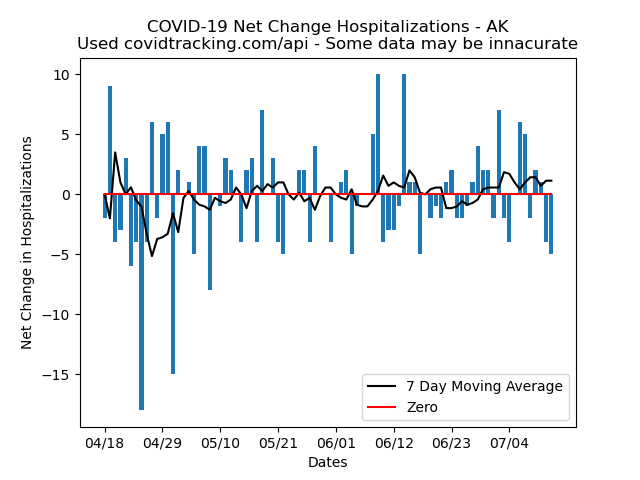 COVID-19 Net Change Hospitalizations - AK
Used covidtracking.com/api - Some data may be innacurate
Net Change in Hospitalizations
10
5
0
−5
−10
−15
7 Day Moving Average
Zero
04/18 04/29 05/10 05/21 06/01 06/12 06/23 07/04
Dates